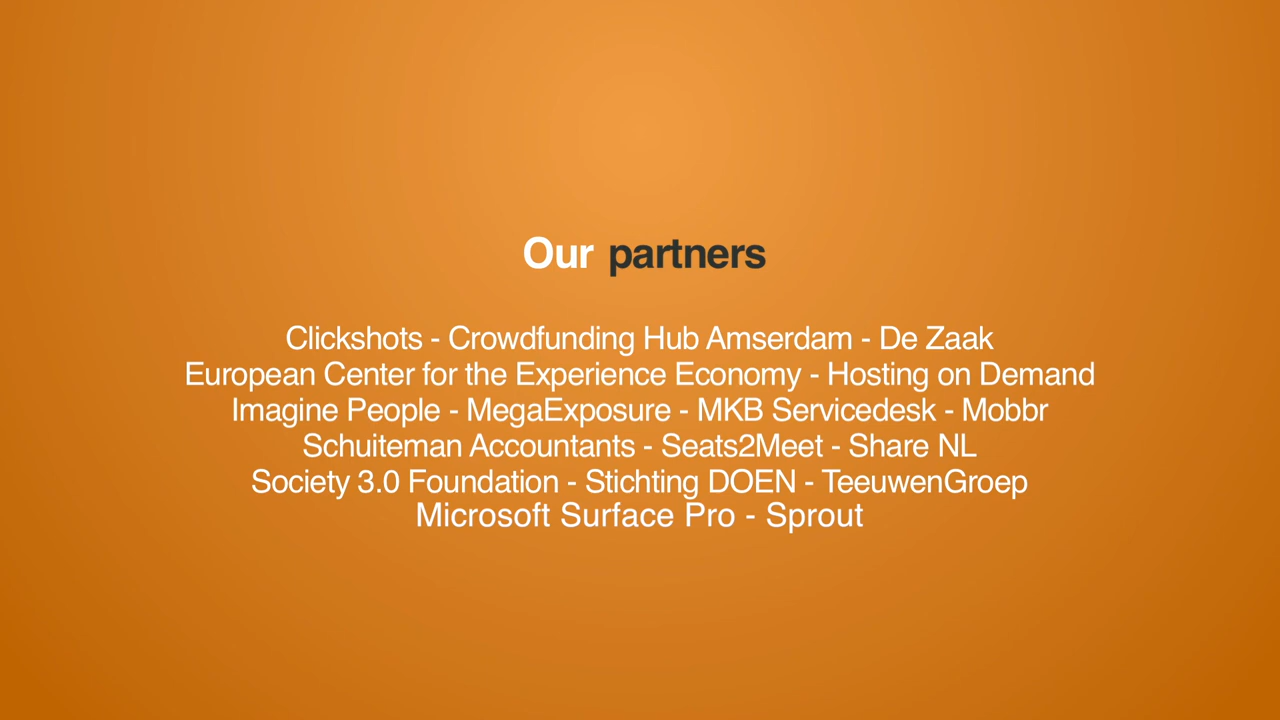 Our partners
Clickshots - Crowdfunding Hub Amserdam - De Zaak
European Center for the Experience Economy - Hosting on Demand
Imagine People - MegaExposure - MKB Servicedesk - Mobbr
Schuiteman Accountants - Seats2Meet - Share NL
Society 3.0 Foundation - Stichting DOEN - TeeuwenGroep
Microsoft Surface Pro - Sprout